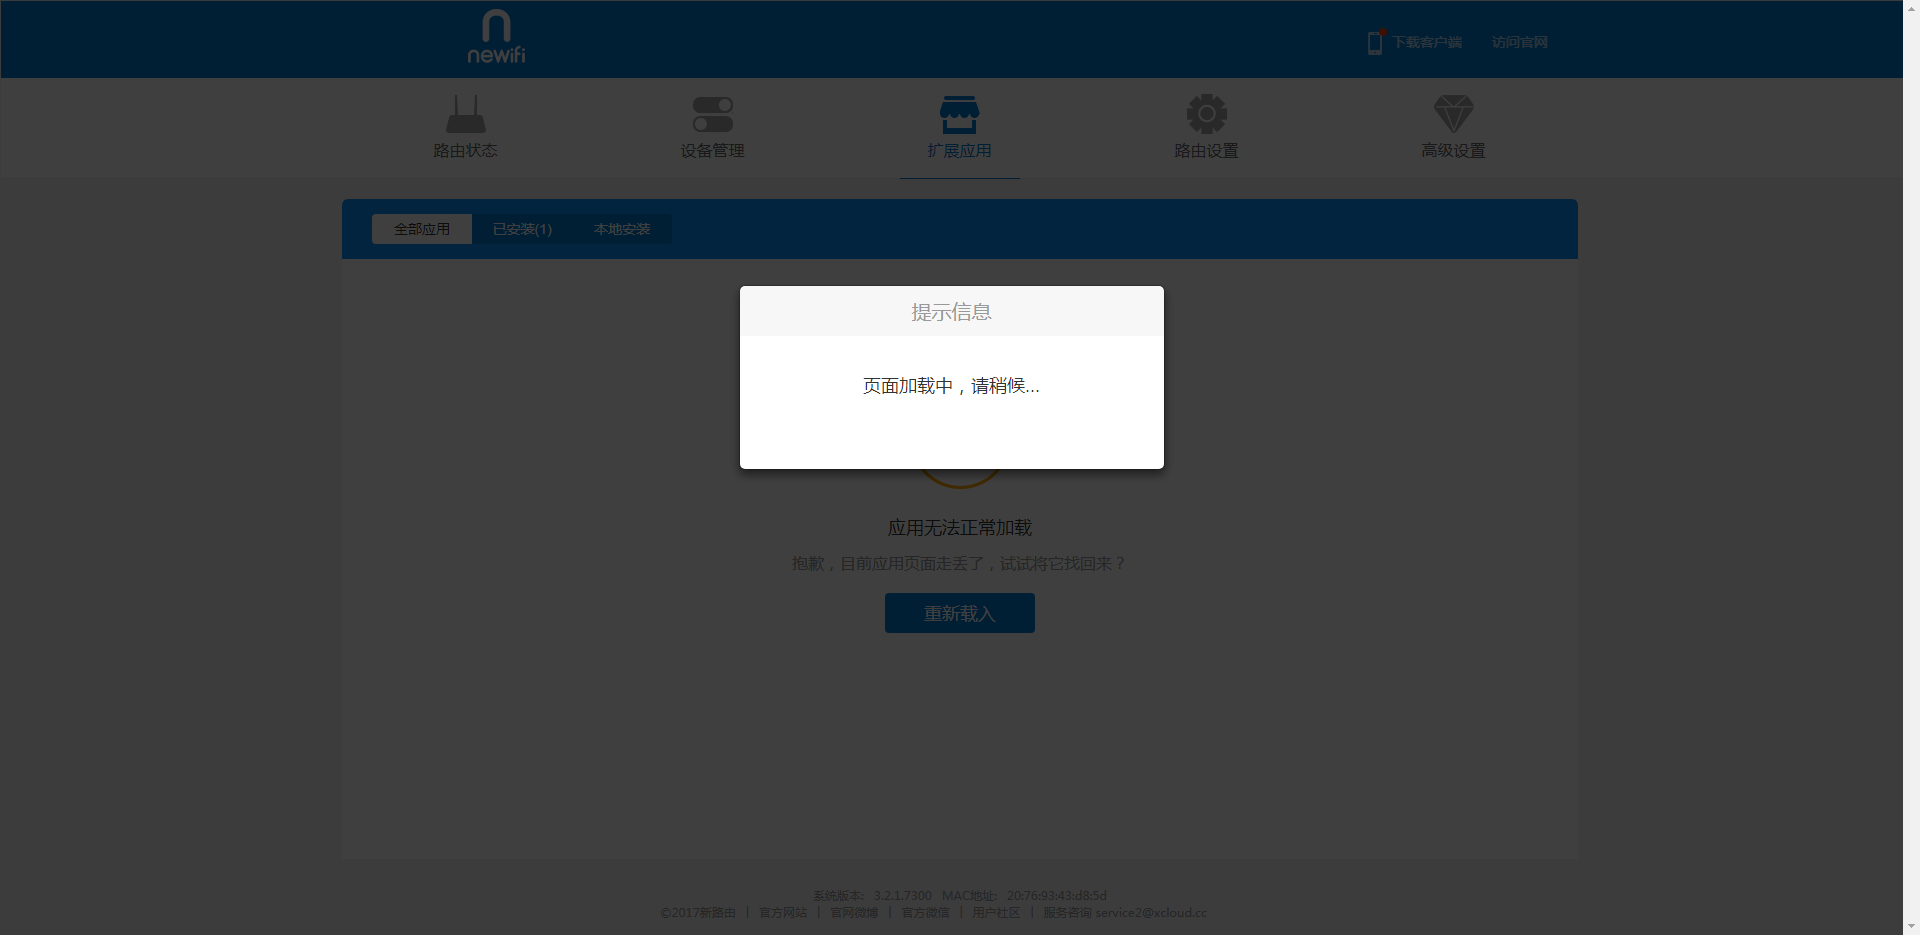 newifi
下载客户端 访问官网
路由状态 设备管理 扩展应用 路由设置 高级设置
全部应用 已安装(1) 本地安装
提示信息
页面加载中，请稍候...
应用无法正常加载
抱歉，目前应用页面走丢了，试试将它找回来？
重新载入
系统版本: 3.2.1.7300 MAC地址: 20:76:93:43:d8:5d
©2017新路由 | 官方网站 | 官网微博 | 官方微信 | 用户社区 | 服务咨询 service2@xcloud.cc